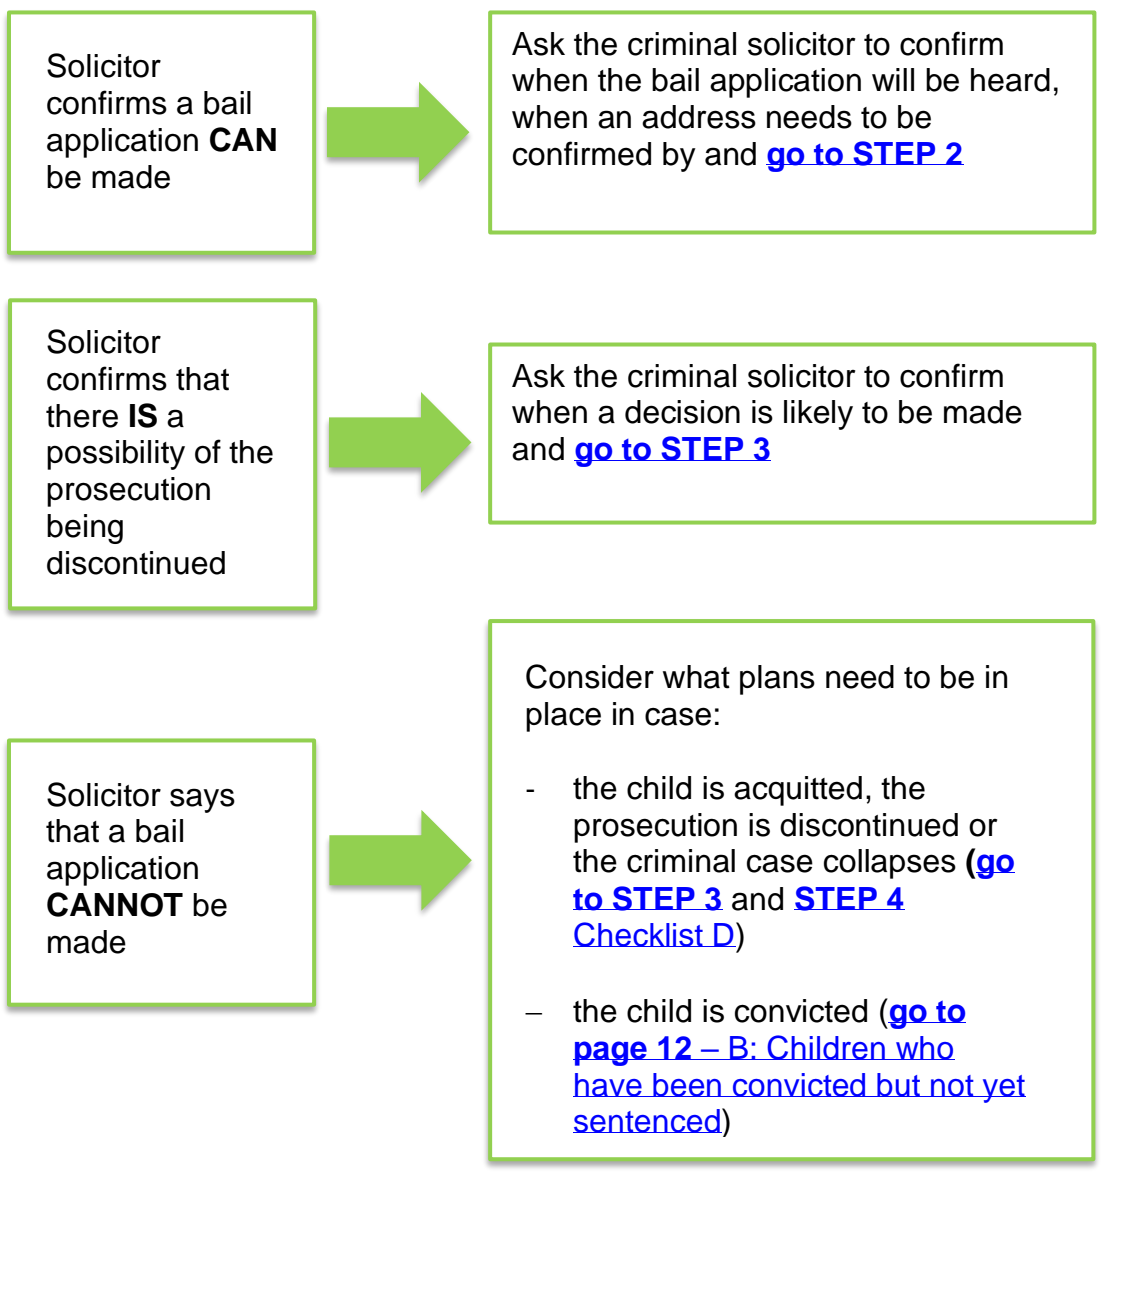 Solicitor
confirms a bail
application CAN
be made
Ask the criminal solicitor to confirm
when the bail application will be heard,
when an address needs to be
confirmed by and go to STEP 2
Solicitor
confirms that
there IS a
possibility of the
prosecution
being
discontinued
Ask the criminal solicitor to confirm
when a decision is likely to be made
and go to STEP 3
Solicitor says
that a bail
application
CANNOT be
made
Consider what plans need to be in
place in case:
- the child is acquitted, the
prosecution is discontinued or
the criminal case collapses (go
to STEP 3 and STEP 4
Checklist D)
– the child is convicted (go to
page 12 – B: Children who
have been convicted but not yet
sentenced)